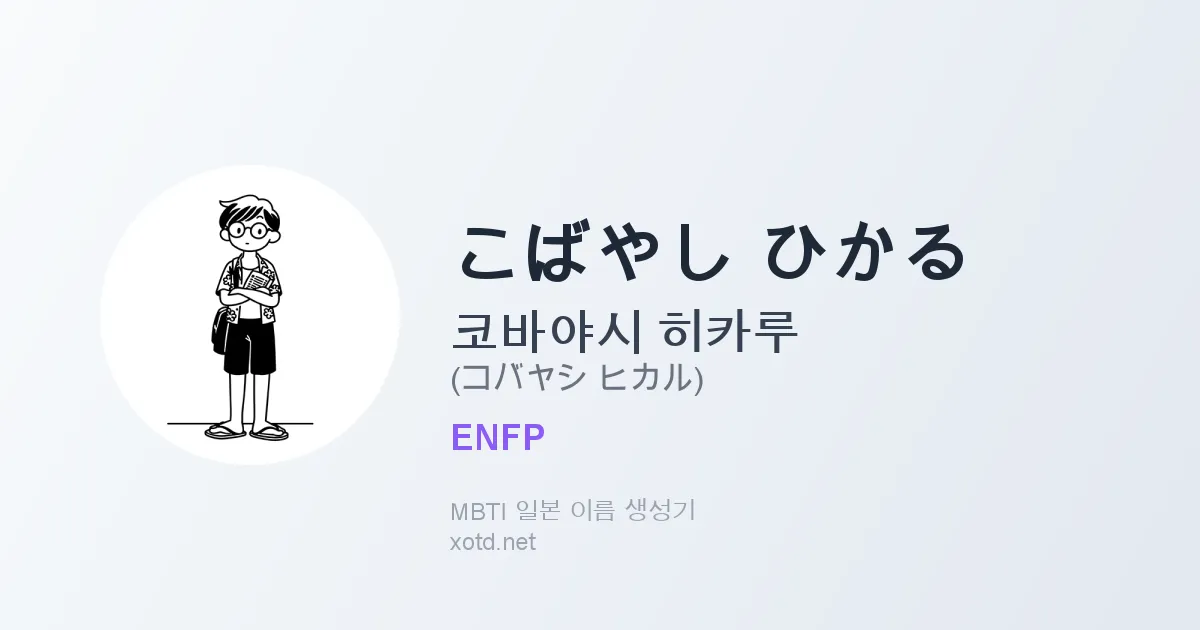 こばやし ひかる
코바야시 히카루
(コバヤシ ヒカル)
ENFP
MBTI 일본 이름 생성기
xotd.net